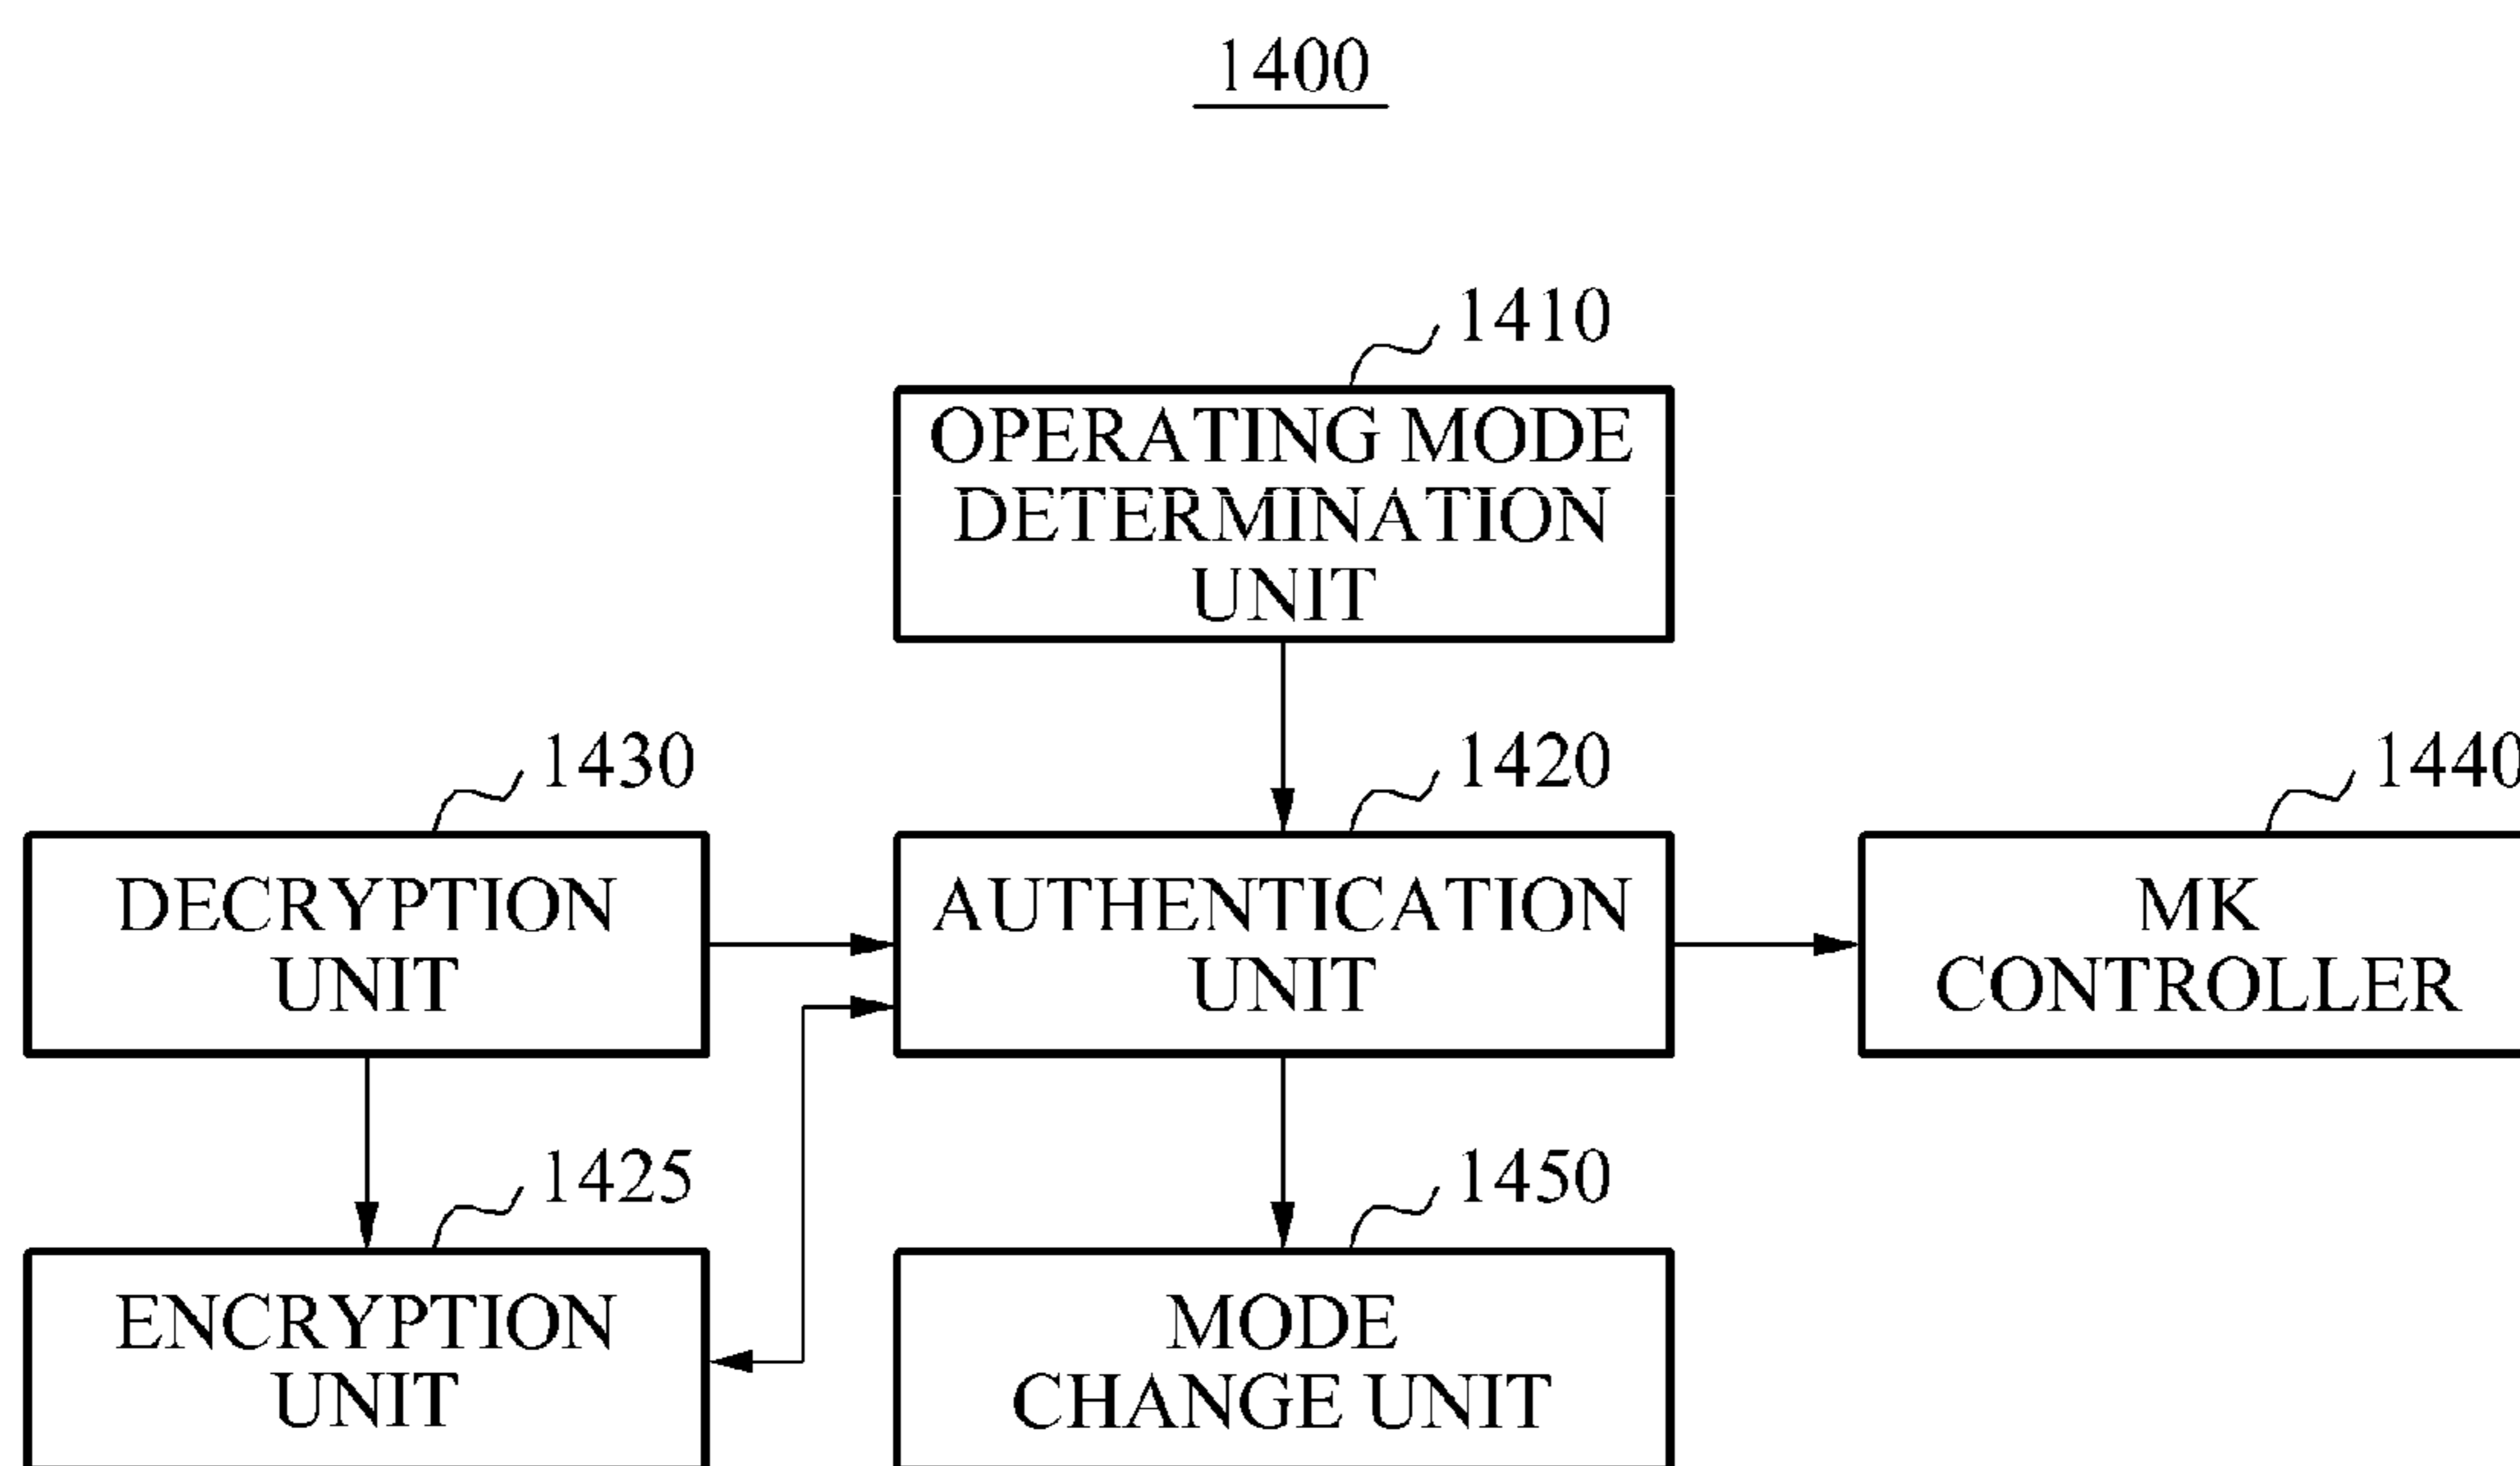 1400
1410
OPERATING MODE
DETERMINATION
UNIT
1430
DECRYPTION
UNIT
1420
AUTHENTICATION
UNIT
1440
MK
CONTROLLER
1425
ENCRYPTION
UNIT
1450
MODE
CHANGE UNIT